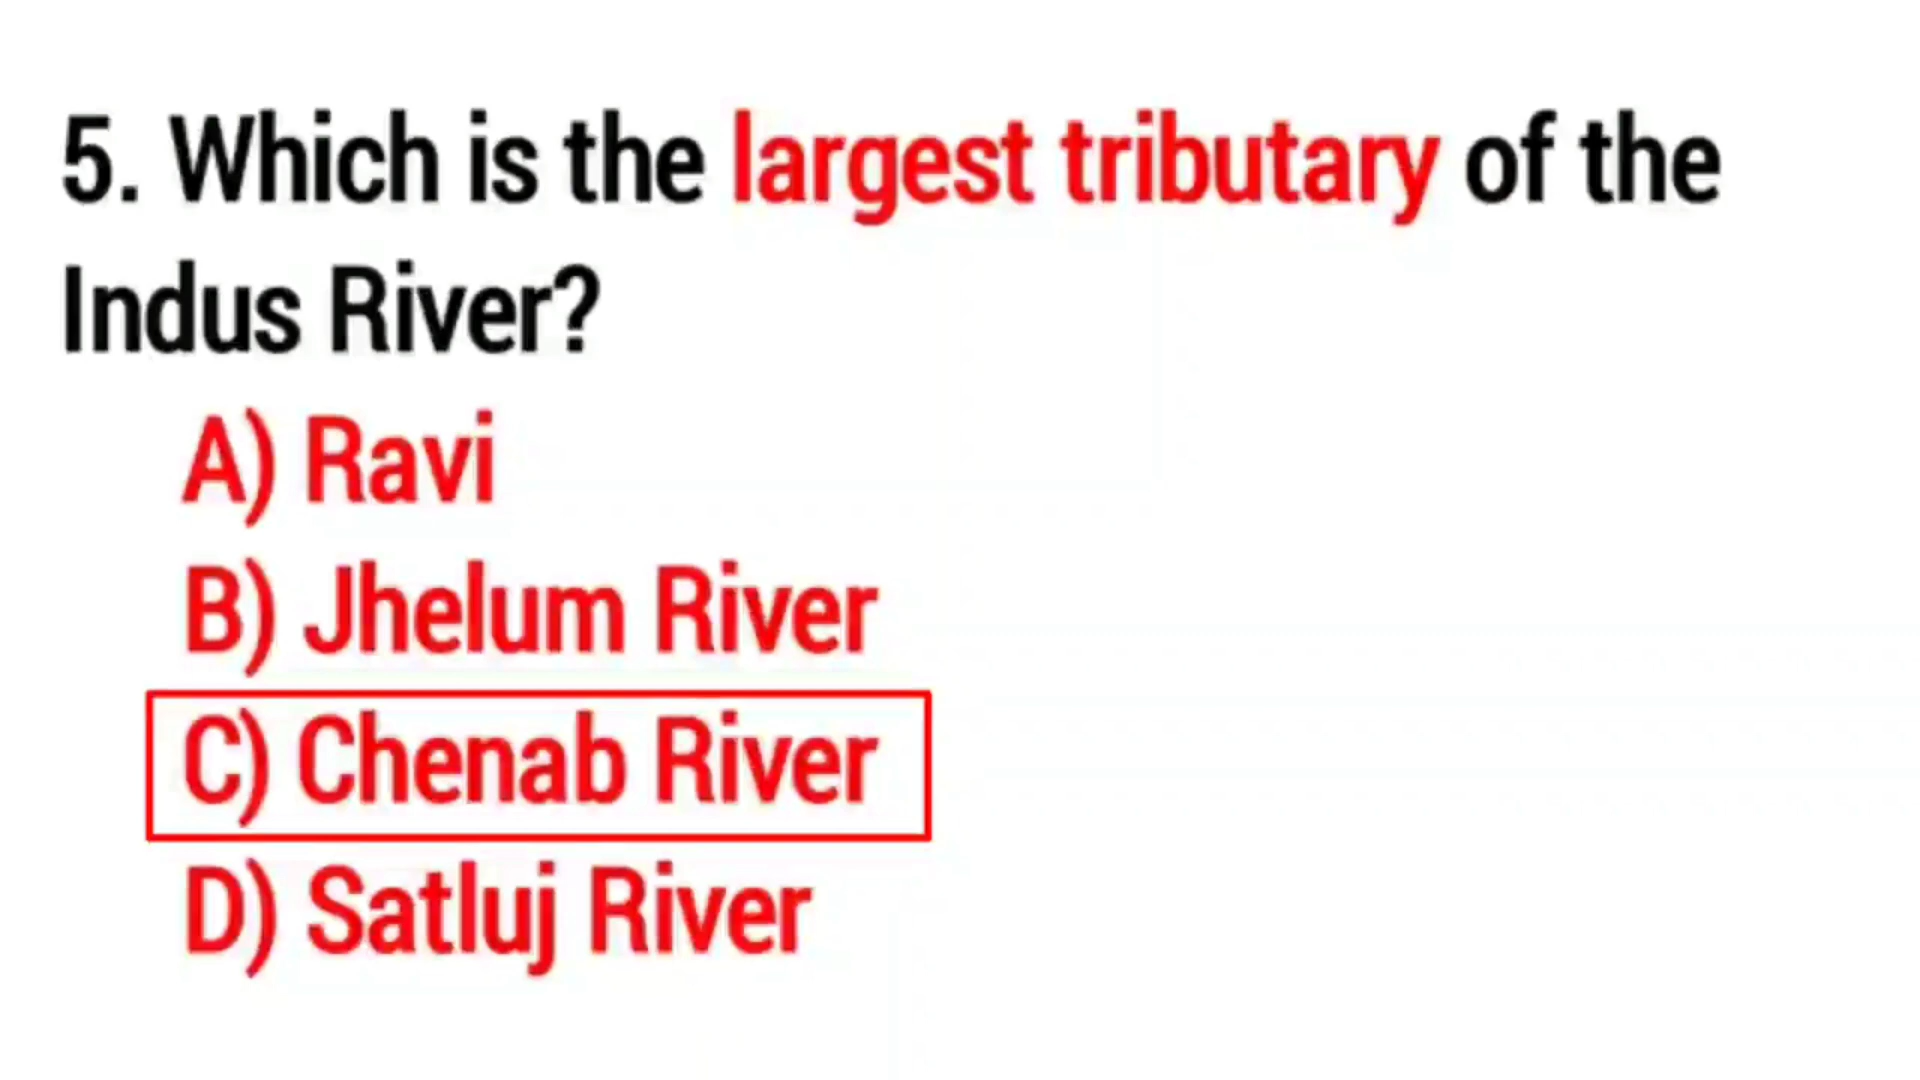 5. Which is the largest tributary of the
Indus River?
A) Ravi
B) Jhelum River
C) Chenab River
D) Satluj River